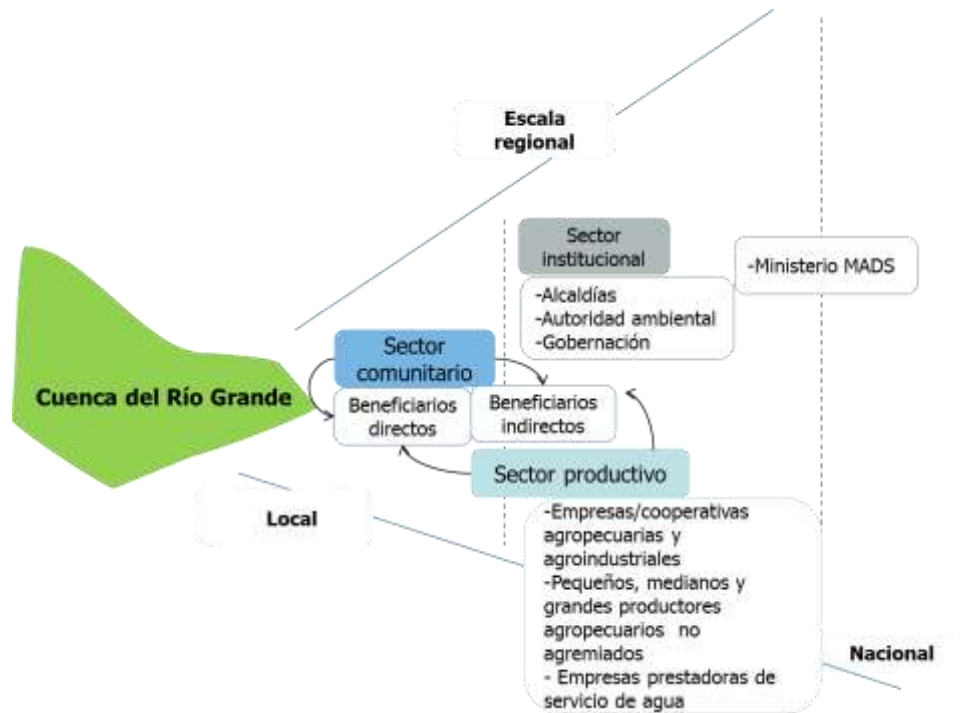 Escala
regional
Sector
institucional
-Alcaldías
-Autoridad ambiental
-Gobernación
-Ministerio MADS
Cuenca del Río Grande
Sector
comunitario
Beneficiarios
directos
Beneficiarios
indirectos
Sector productivo
Local
-Empresas/cooperativas
agropecuarias y
agroindustriales
-Pequeños, medianos y
grandes productores
agropecuarios no
agremiados
- Empresas prestadoras de
servicio de agua
Nacional